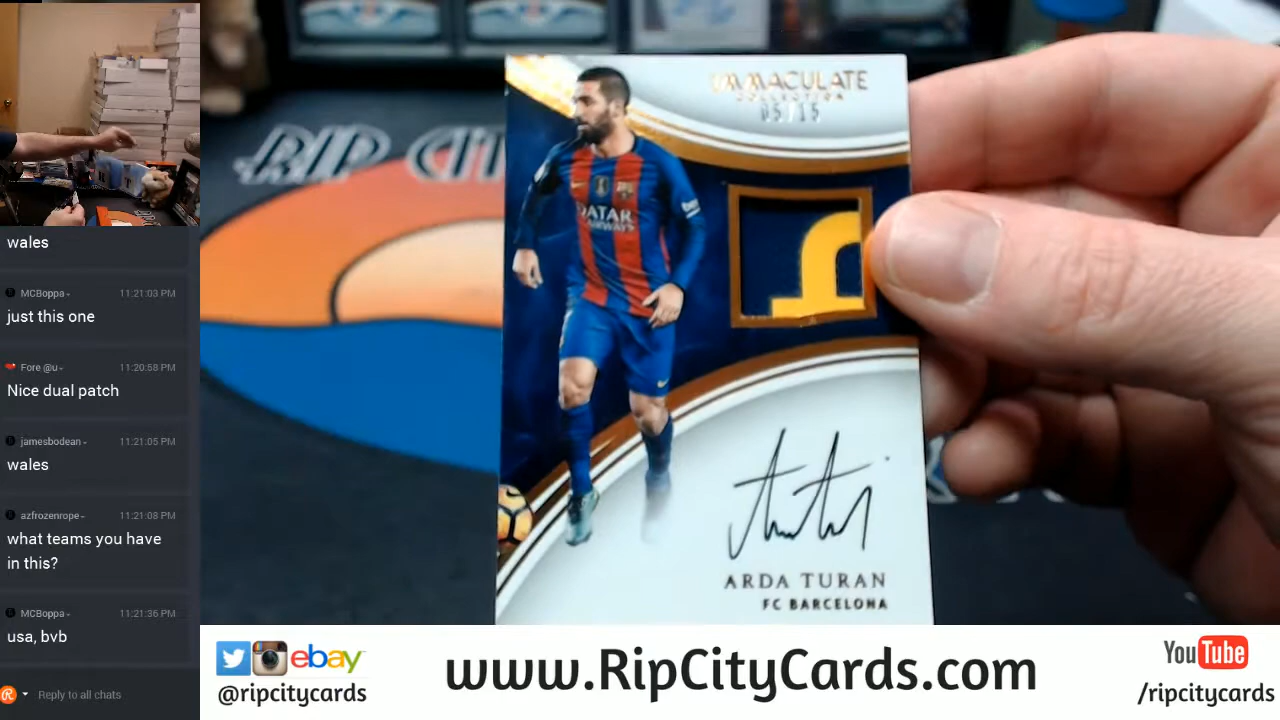 wales
MCBoppa-
11:21:03 PM
just this one
Fore @u-
11:20:58 PM
Nice dual patch
jamesbodean-
11:21:05 PM
wales
azfrozenrope-
11:21:08 PM
what teams you have
in this?
MCBoppa-
11:21:36 PM
usa, bvb
Reply to all chats
RIP CIT
IMMACULATE
COLLECTION
05/15
QATAR
AIRWAYS
ARDA TURAN
FC BARCELONA
ebay
@ripcitycards
www.RipCityCards.com
YouTube
/ripcitycards